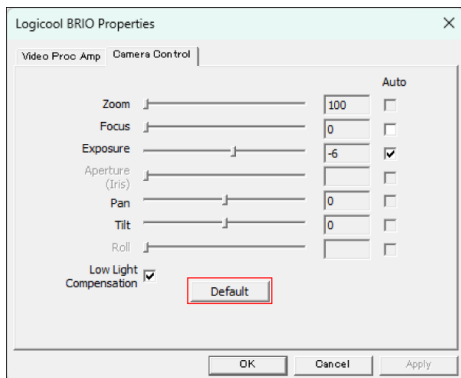 Logicool BRIO Properties
Video Proc Amp Camera Control
Auto
Zoom 100
Focus 0
Exposure -6
Aperture
(Iris)
Pan 0
Tilt 0
Roll
Low Light
Compensation
Default
OK Cancel Apply